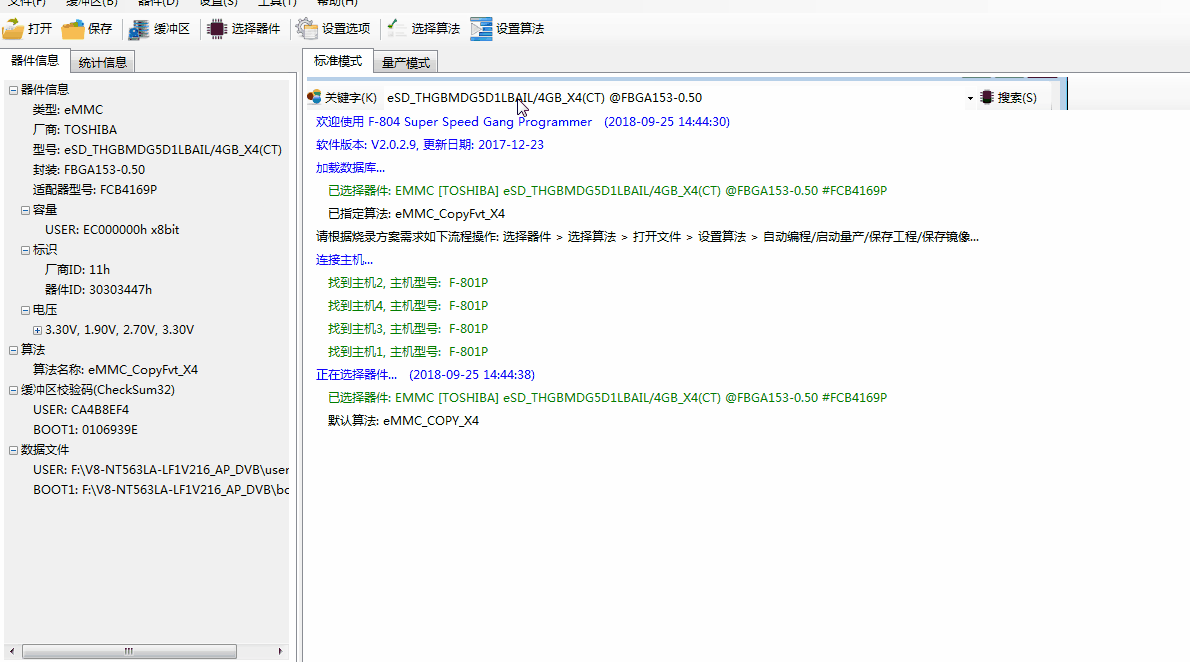 文件(F) 缓冲区(B) 器件(D) 设置(S) 工具(T) 帮助(H)
打开 保存 缓冲区 选择器件 设置选项 选择算法 设置算法
器件信息 统计信息
器件信息
类型: eMMC
厂商: TOSHIBA
型号: eSD_THGBMDG5D1LBAIL/4GB_X4(CT)
封装: FBGA153-0.50
适配器型号: FCB4169P
容量
USER: EC000000h x8bit
标识
厂商ID: 11h
器件ID: 30303447h
电压
3.30V, 1.90V, 2.70V, 3.30V
算法
算法名称: eMMC_CopyFvt_X4
缓冲区校验码(CheckSum32)
USER: CA4B8EF4
BOOT1: 0106939E
数据文件
USER: F:\V8-NT563LA-LF1V216_AP_DVB\user
BOOT1: F:\V8-NT563LA-LF1V216_AP_DVB\bc
标准模式 量产模式
关键字(K) eSD_THGBMDG5D1LBAIL/4GB_X4(CT) @FBGA153-0.50 搜索(S)
欢迎使用 F-804 Super Speed Gang Programmer (2018-09-25 14:44:30)
软件版本: V2.0.2.9, 更新日期: 2017-12-23
加载数据库...
已选择器件: EMMC [TOSHIBA] eSD_THGBMDG5D1LBAIL/4GB_X4(CT) @FBGA153-0.50 #FCB4169P
已指定算法: eMMC_CopyFvt_X4
请根据烧录方案需求如下流程操作: 选择器件 > 选择算法 > 打开文件 > 设置算法 > 自动编程/启动量产/保存工程/保存镜像...
连接主机...
找到主机2, 主机型号: F-801P
找到主机4, 主机型号: F-801P
找到主机3, 主机型号: F-801P
找到主机1, 主机型号: F-801P
正在选择器件... (2018-09-25 14:44:38)
已选择器件: EMMC [TOSHIBA] eSD_THGBMDG5D1LBAIL/4GB_X4(CT) @FBGA153-0.50 #FCB4169P
默认算法: eMMC_COPY_X4